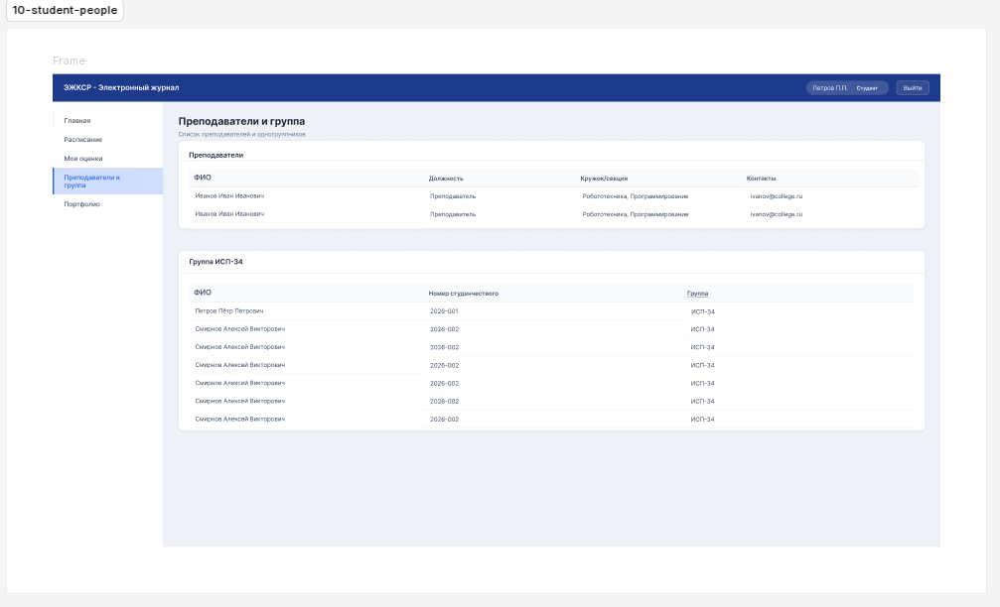 10-student-people
Frame
ЭЖКСР - Электронный журнал
Петров П.П. Студент Выйти
Главная
Расписание
Мои оценки
Преподаватели и
группа
Портфолио
Преподаватели и группа
Список преподавателей и одногруппников
Преподаватели
ФИО Должность Кружок/секция Контакты
Иванов Иван Иванович Преподаватель Робототехника, Программирование ivanov@college.ru
Иванов Иван Иванович Преподаватель Робототехника, Программирование ivanov@college.ru
Группа ИСП-34
ФИО Номер студенчествого Группа
Петров Пётр Петрович 2026-001 ИСП-34
Смирнов Алексей Викторович 2026-002 ИСП-34
Смирнов Алексей Викторович 2026-002 ИСП-34
Смирнов Алексей Викторович 2026-002 ИСП-34
Смирнов Алексей Викторович 2026-002 ИСП-34
Смирнов Алексей Викторович 2026-002 ИСП-34
Смирнов Алексей Викторович 2026-002 ИСП-34